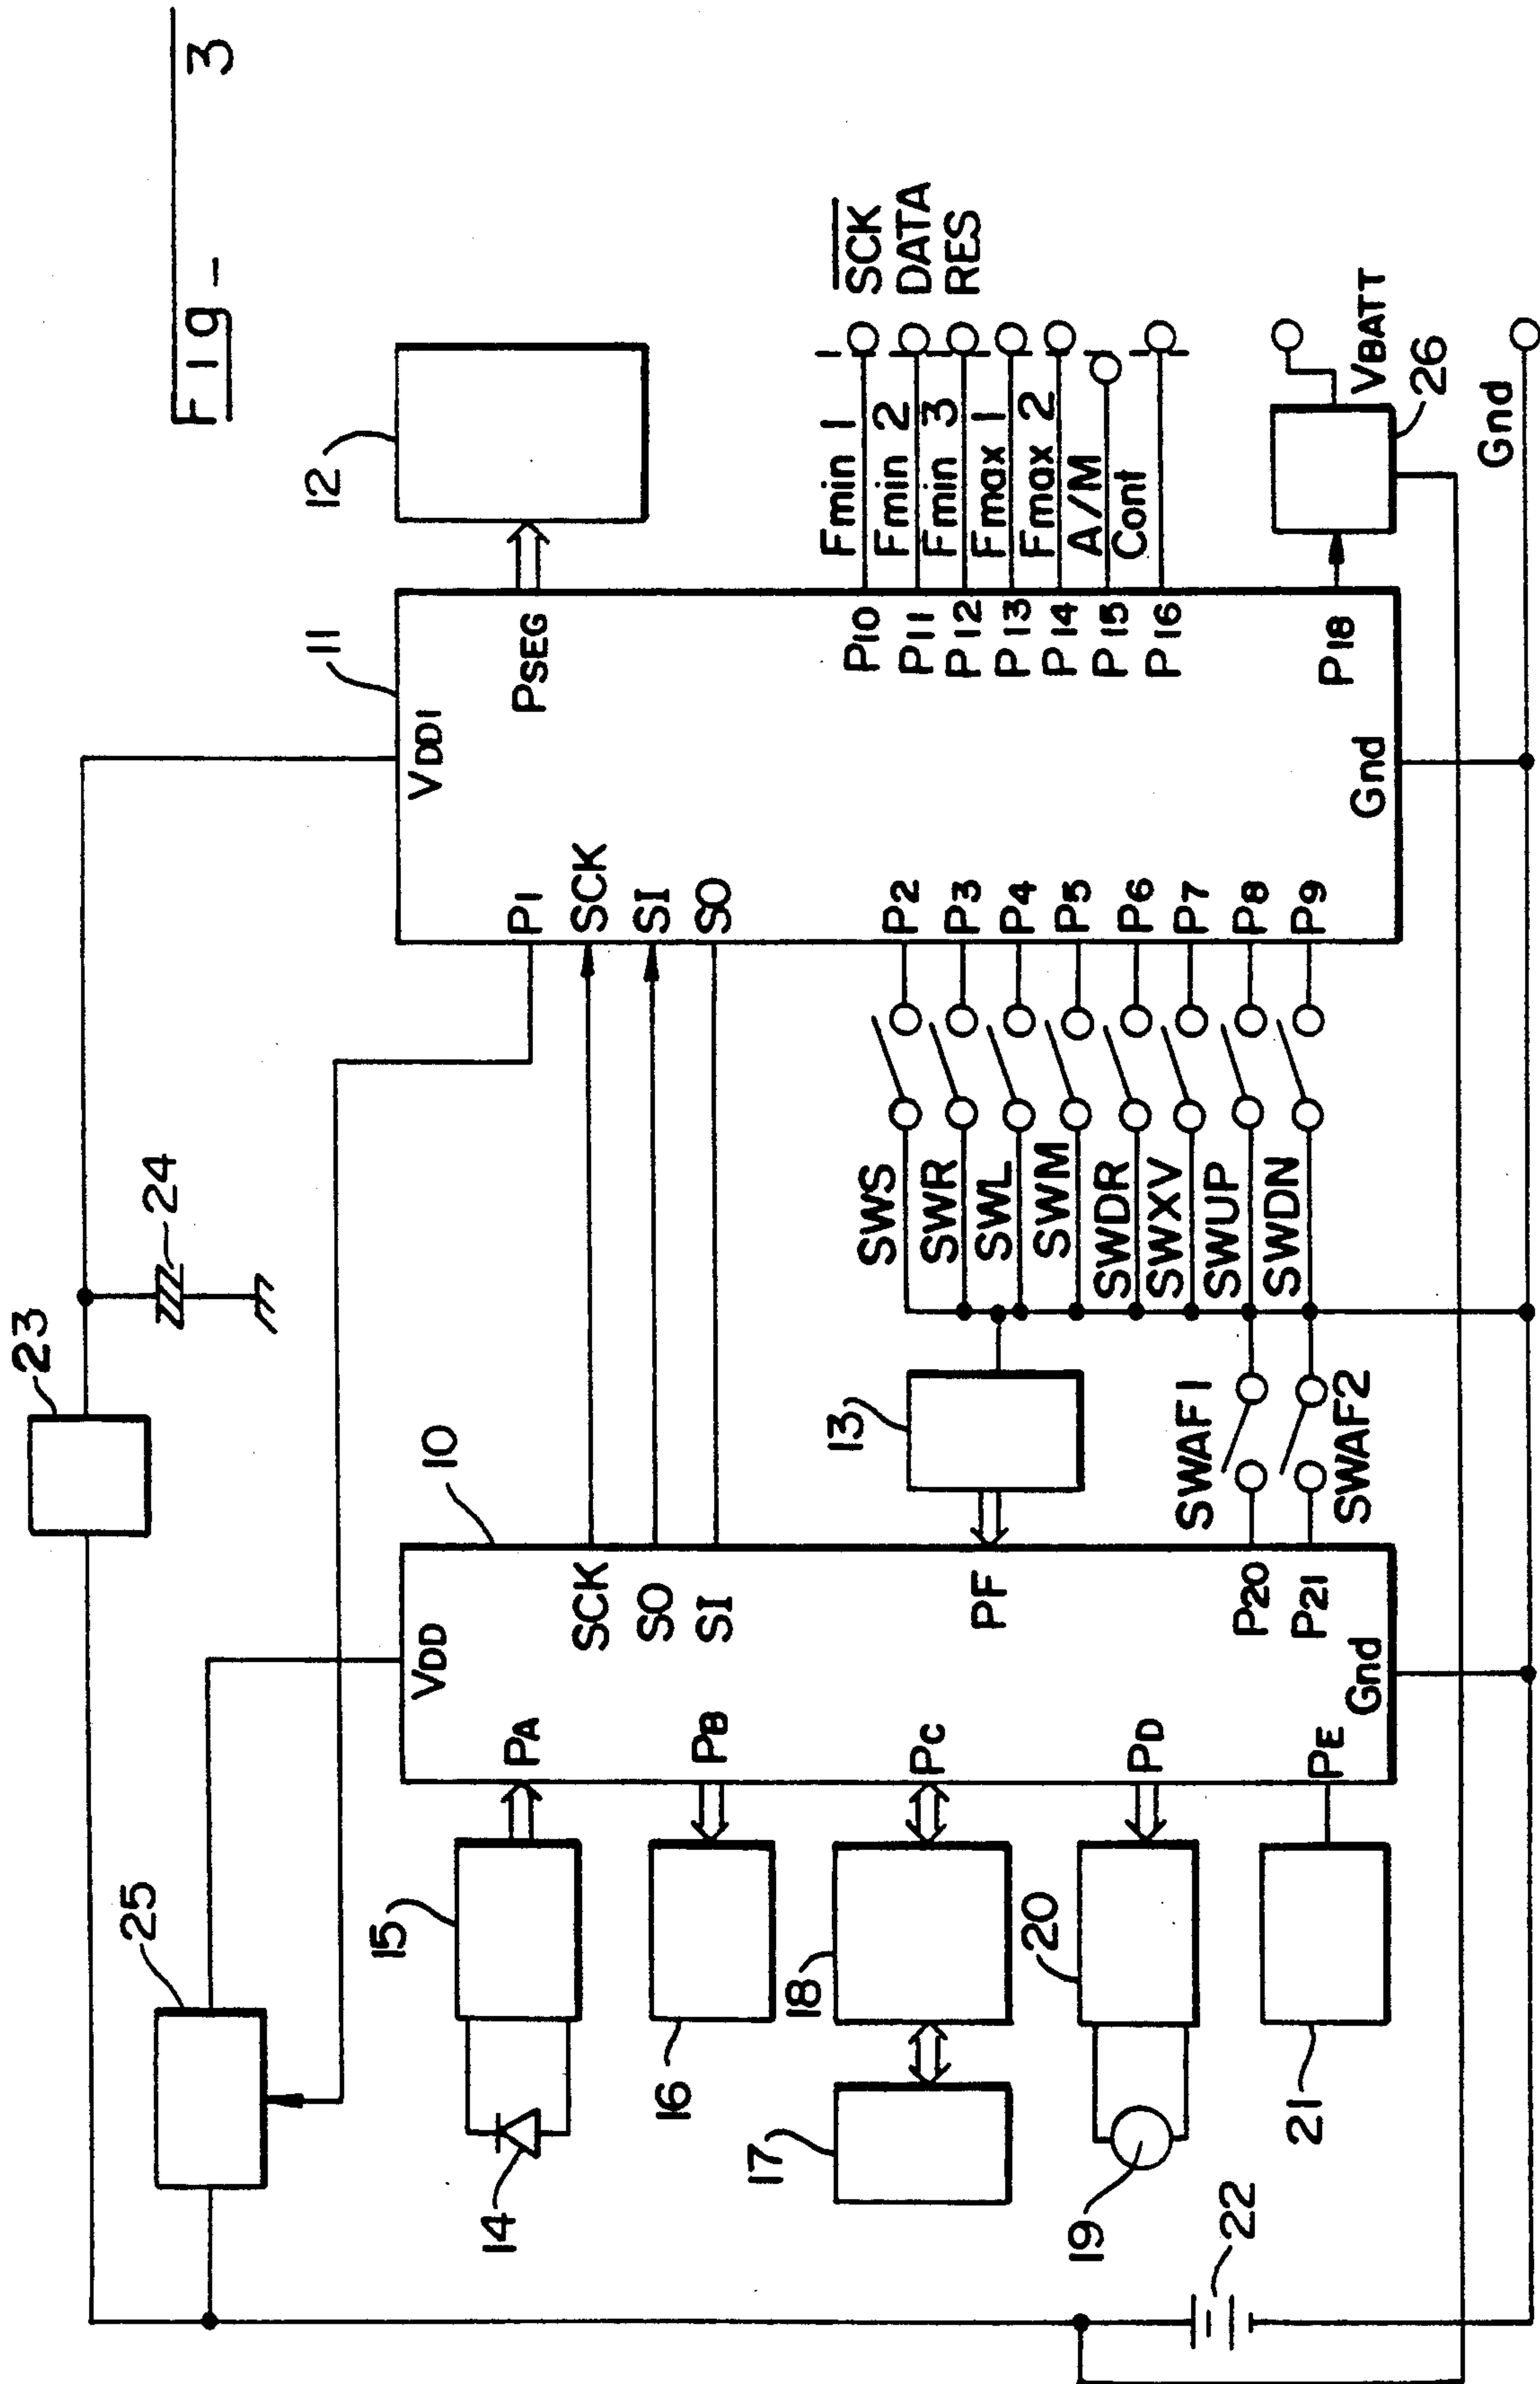 Fig-3
23
24
25
VDD
10
VDD1
11
12
PA
PB
PC
PD
PE
SCK
SO
SI
PF
P20
P21
Gnd
P1
SCK
SI
SO
P2
P3
P4
P5
P6
P7
P8
P9
Gnd
PSEG
P10
P11
P12
P13
P14
P15
P16
P18
Fmin 1
Fmin 2
Fmin 3
Fmax 1
Fmax 2
A/M
Cont
SCK
DATA
RES
VBATT
26
Gnd
SWS
SWR
SWL
SWM
SWDR
SWXV
SWUP
SWDN
13
SWAF1
SWAF2
15
14
16
18
17
20
19
21
22